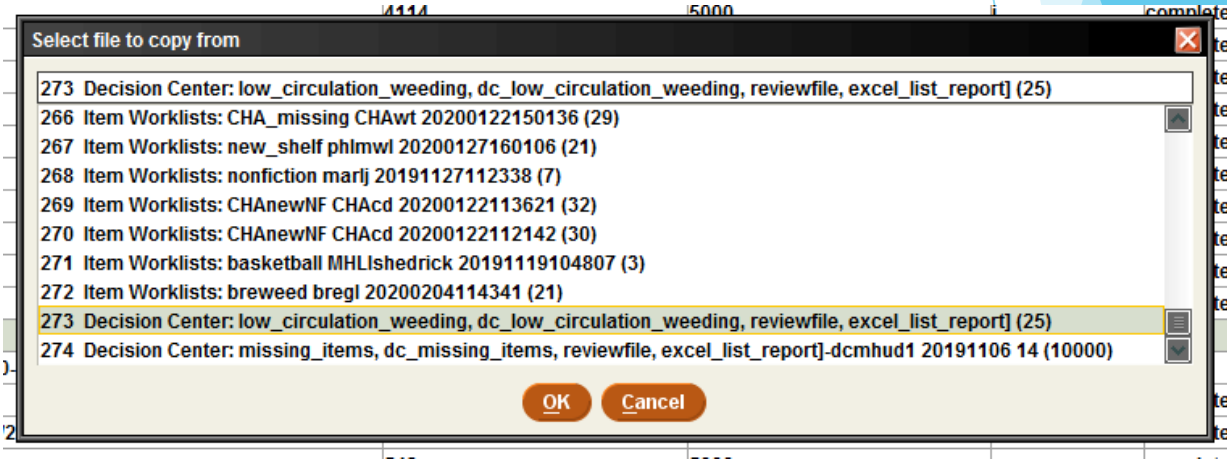 4114 5000 i complete
Select file to copy from
273 Decision Center: low_circulation_weeding, dc_low_circulation_weeding, reviewfile, excel_list_report] (25)
266 Item Worklists: CHA_missing CHAwt 20200122150136 (29)
267 Item Worklists: new_shelf phlmwl 20200127160106 (21)
268 Item Worklists: nonfiction marlj 20191127112338 (7)
269 Item Worklists: CHAnewNF CHAcd 20200122113621 (32)
270 Item Worklists: CHAnewNF CHAcd 20200122112142 (30)
271 Item Worklists: basketball MHLIshedrick 20191119104807 (3)
272 Item Worklists: breweed bregl 20200204114341 (21)
273 Decision Center: low_circulation_weeding, dc_low_circulation_weeding, reviewfile, excel_list_report] (25)
274 Decision Center: missing_items, dc_missing_items, reviewfile, excel_list_report]-dcmhud1 20191106 14 (10000)
OK Cancel